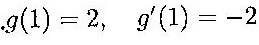 .g(1) = 2,   g′(1) = −2